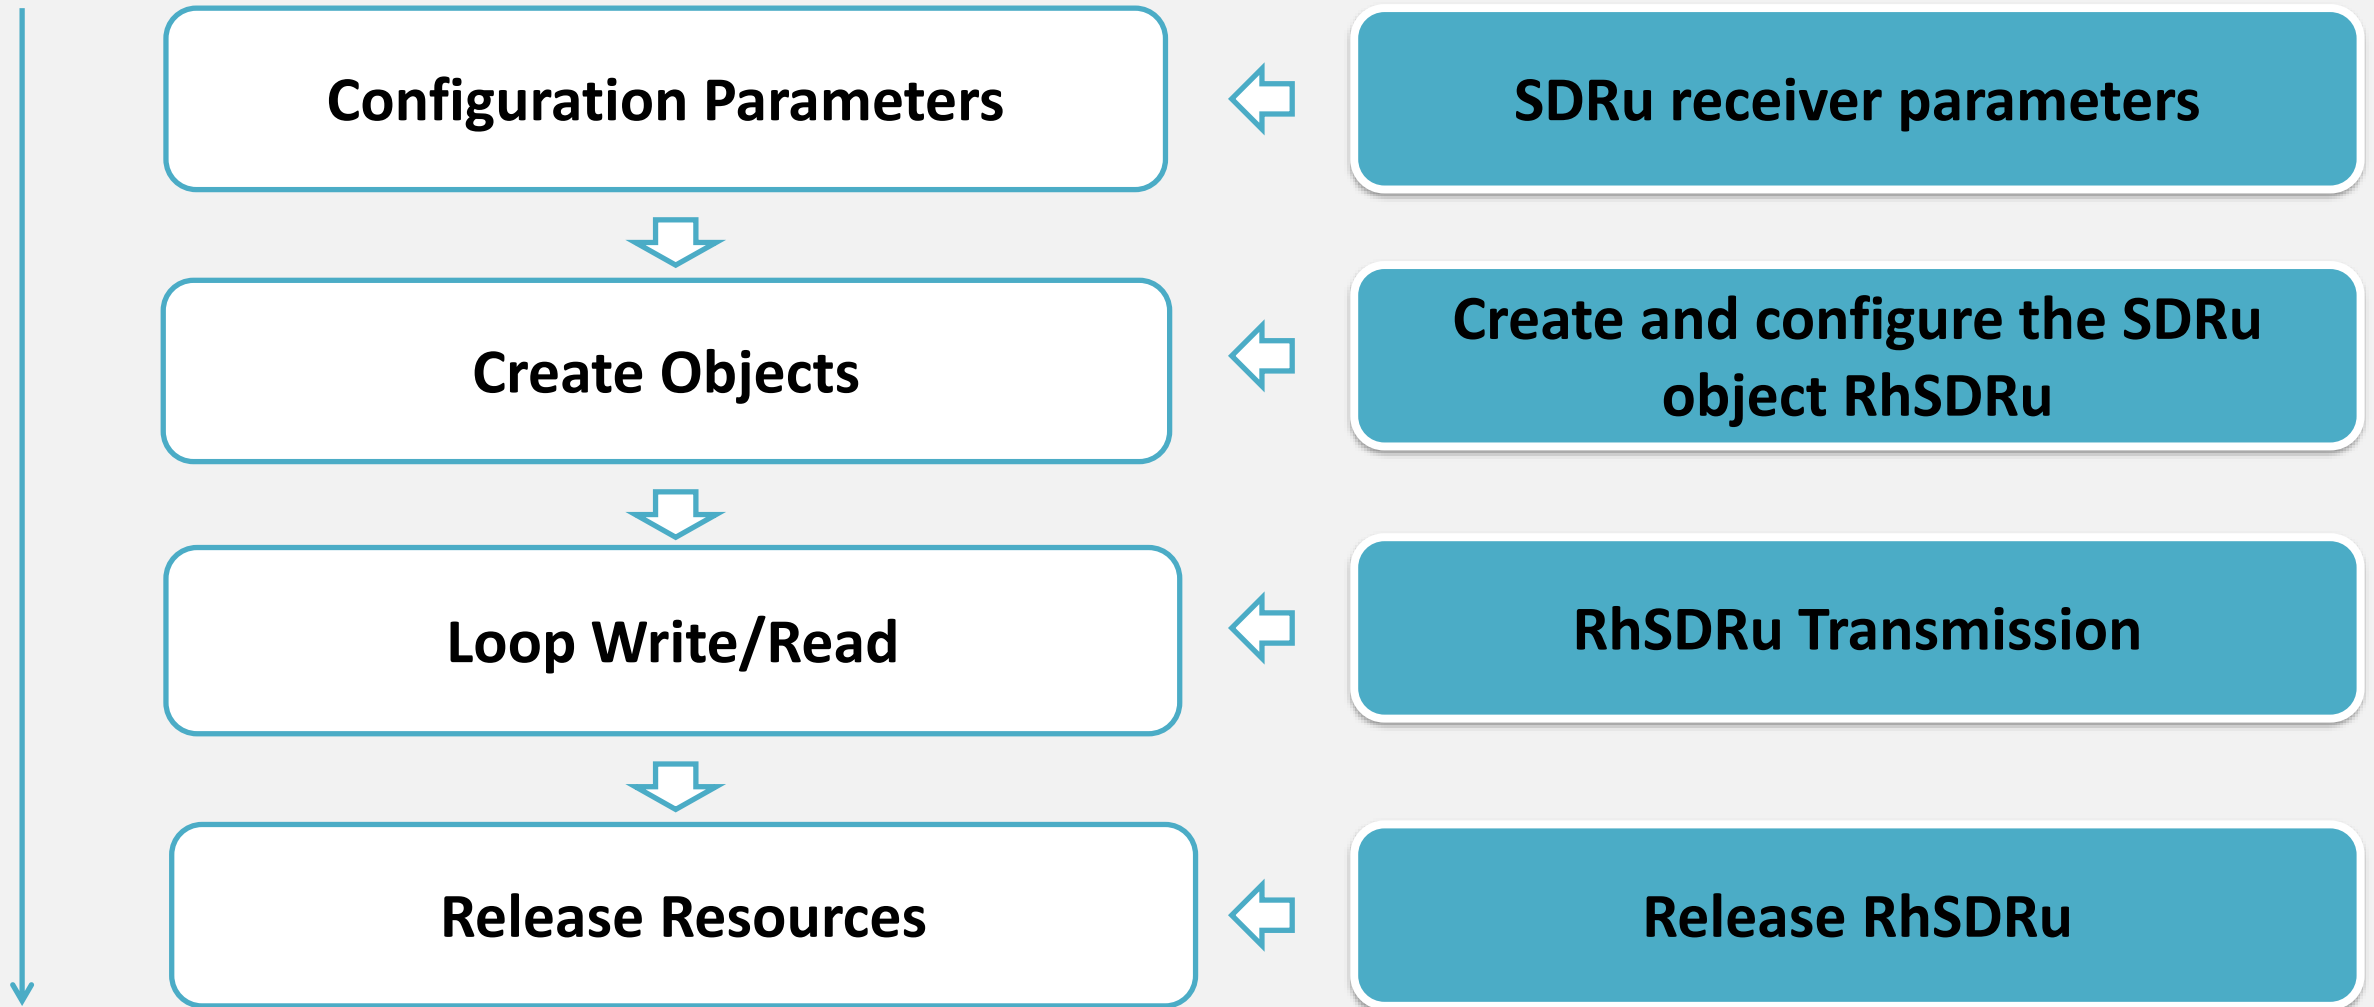 Configuration Parameters
SDRu receiver parameters
Create Objects
Create and configure the SDRu
object RhSDRu
Loop Write/Read
RhSDRu Transmission
Release Resources
Release RhSDRu